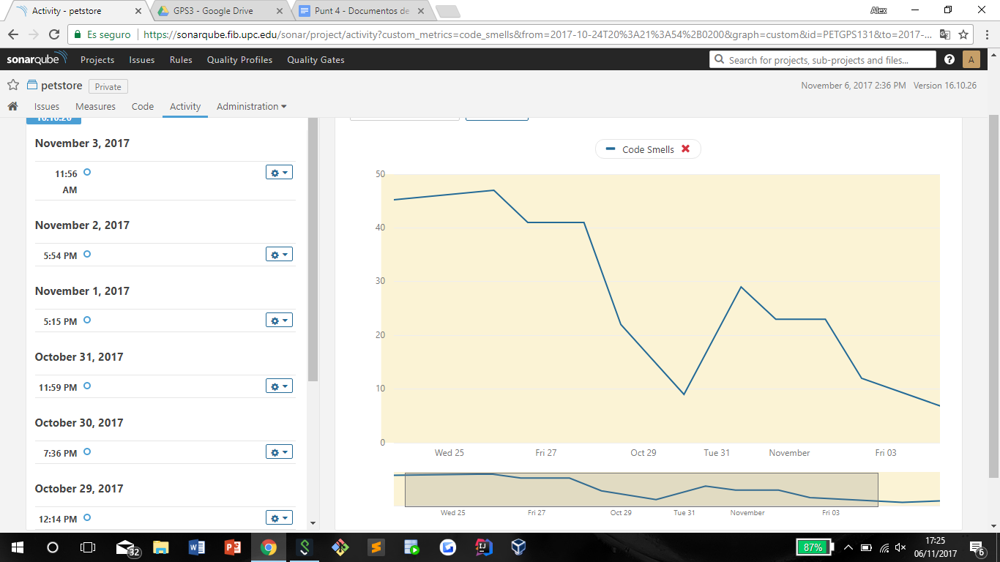 Activity - petstore
GPS3 - Google Drive
Punt 4 - Documentos de
Alex
Es seguro
https://sonarqube.fib.upc.edu/sonar/project/activity?custom_metrics=code_smells&from=2017-10-24T20%3A21%3A54%2B0200&graph=custom&id=PETGPS131&to=2017-...
sonarqube Projects Issues Rules Quality Profiles Quality Gates
Search for projects, sub-projects and files...
?
A
petstore Private
November 6, 2017 2:36 PM Version 16.10.26
Issues Measures Code Activity Administration
16.10.26
November 3, 2017
11:56
AM
November 2, 2017
5:54 PM
November 1, 2017
5:15 PM
October 31, 2017
11:59 PM
October 30, 2017
7:36 PM
October 29, 2017
12:14 PM
Code Smells
50
40
30
20
10
0
Wed 25 Fri 27 Oct 29 Tue 31 November Fri 03
Wed 25 Fri 27 Oct 29 Tue 31 November Fri 03
32
87%
17:25
06/11/2017
6